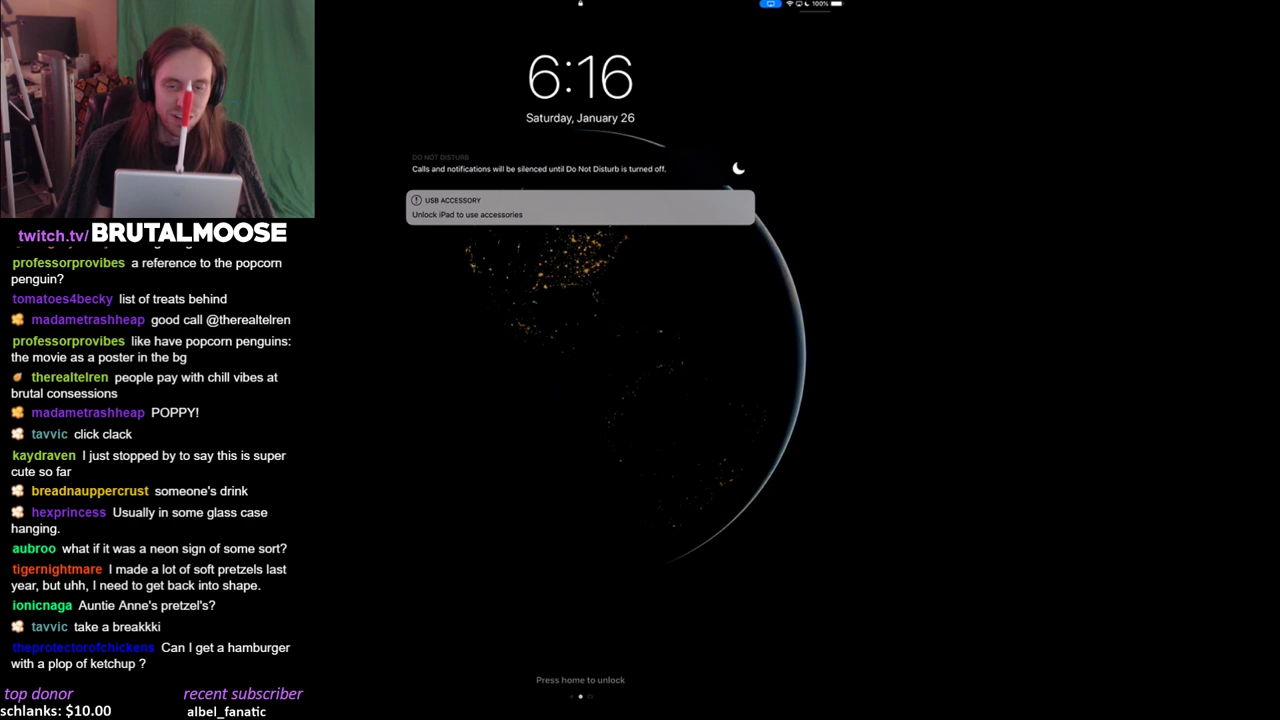 100%
6:16
Saturday, January 26
DO NOT DISTURB
Calls and notifications will be silenced until Do Not Disturb is turned off.
USB ACCESSORY
Unlock iPad to use accessories
Press home to unlock
twitch.tv/BRUTALMOOSE
professorprovibes a reference to the popcorn
penguin?
tomatoes4becky list of treats behind
madametrashheap good call @therealtelren
professorprovibes like have popcorn penguins:
the movie as a poster in the bg
therealtelren people pay with chill vibes at
brutal consessions
madametrashheap POPPY!
tavvic click clack
kaydraven I just stopped by to say this is super
cute so far
breadnauppercrust someone's drink
hexprincess Usually in some glass case
hanging.
aubroo what if it was a neon sign of some sort?
tigernightmare I made a lot of soft pretzels last
year, but uhh, I need to get back into shape.
ionicnaga Auntie Anne's pretzel's?
tavvic take a breakkki
theprotectorofchickens Can I get a hamburger
with a plop of ketchup ?
top donor
schlanks: $10.00
recent subscriber
albel_fanatic